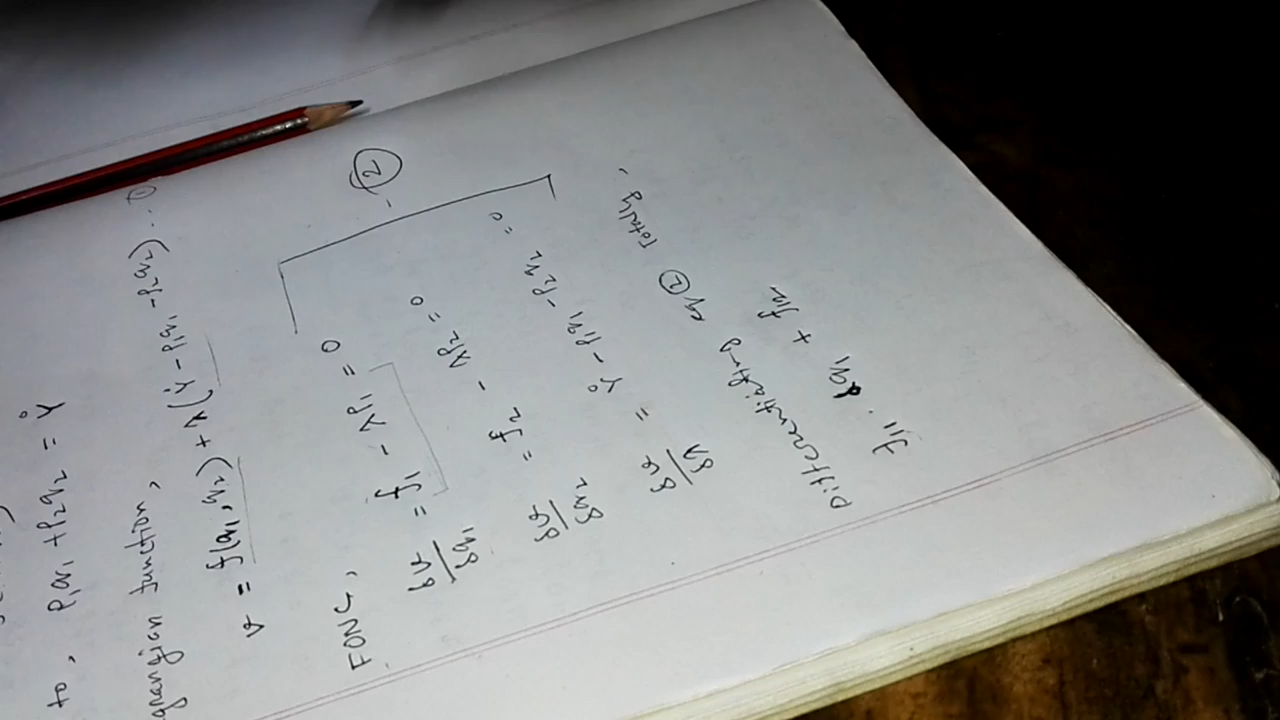 to, P₁q₁ + P₂q₂ = Y°
grangian function,
v = f(q₁, q₂) + λ(Y° - P₁q₁ - P₂q₂) .. ①
FONC,
δv/δq₁ = f₁ - λP₁ = 0
δv/δq₂ = f₂ - λP₂ = 0 - ②
δv/δλ = Y° - P₁q₁ - P₂q₂ = 0
Differentiating eq ② Totally,
f₁₁. dq₁ + f₁₂